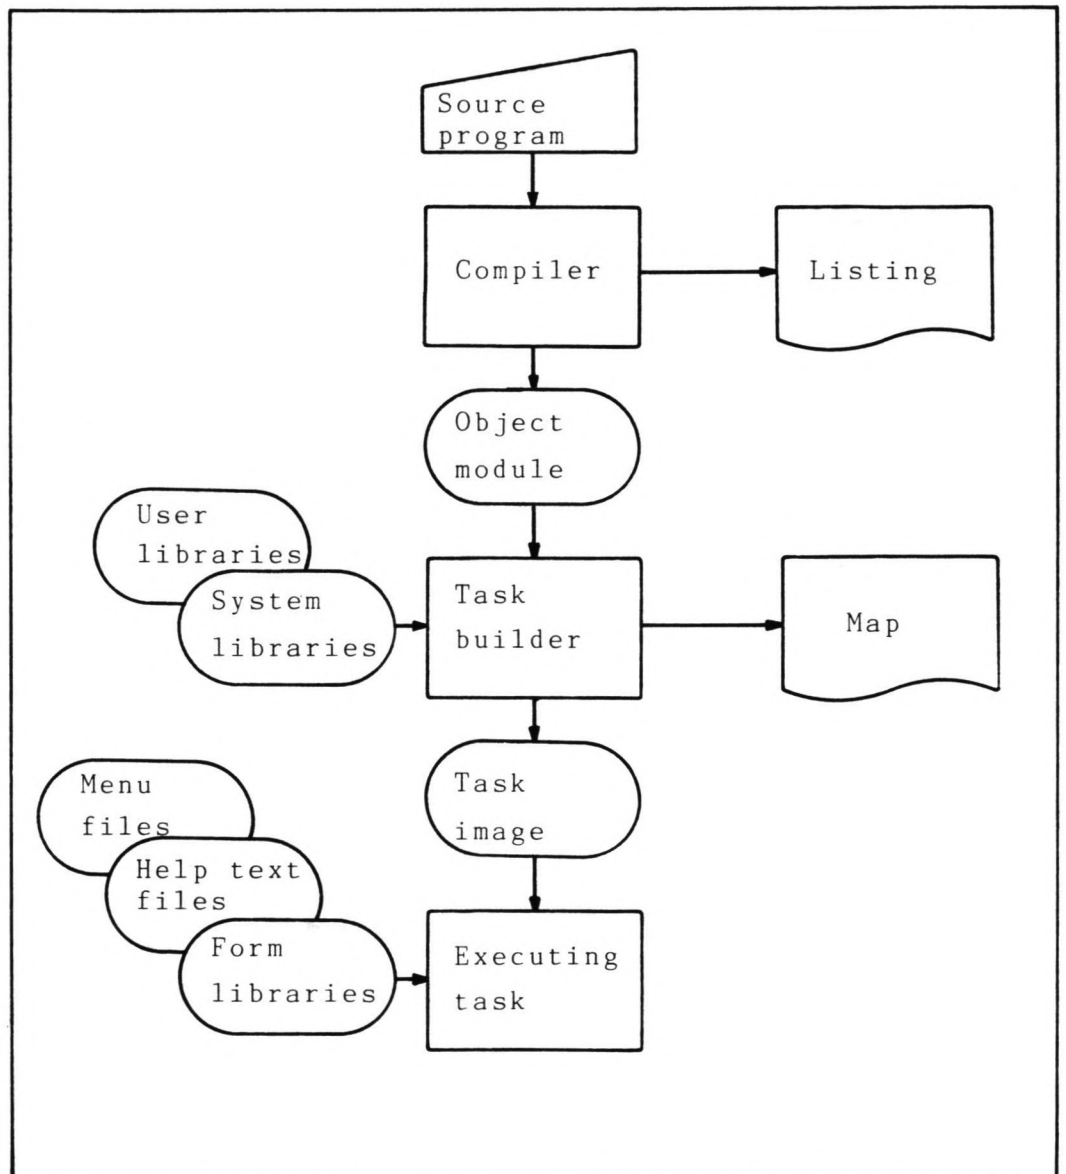 Source
program
Compiler
Listing
Object
module
User
libraries
System
libraries
Task
builder
Map
Task
image
Menu
files
Help text
files
Form
libraries
Executing
task